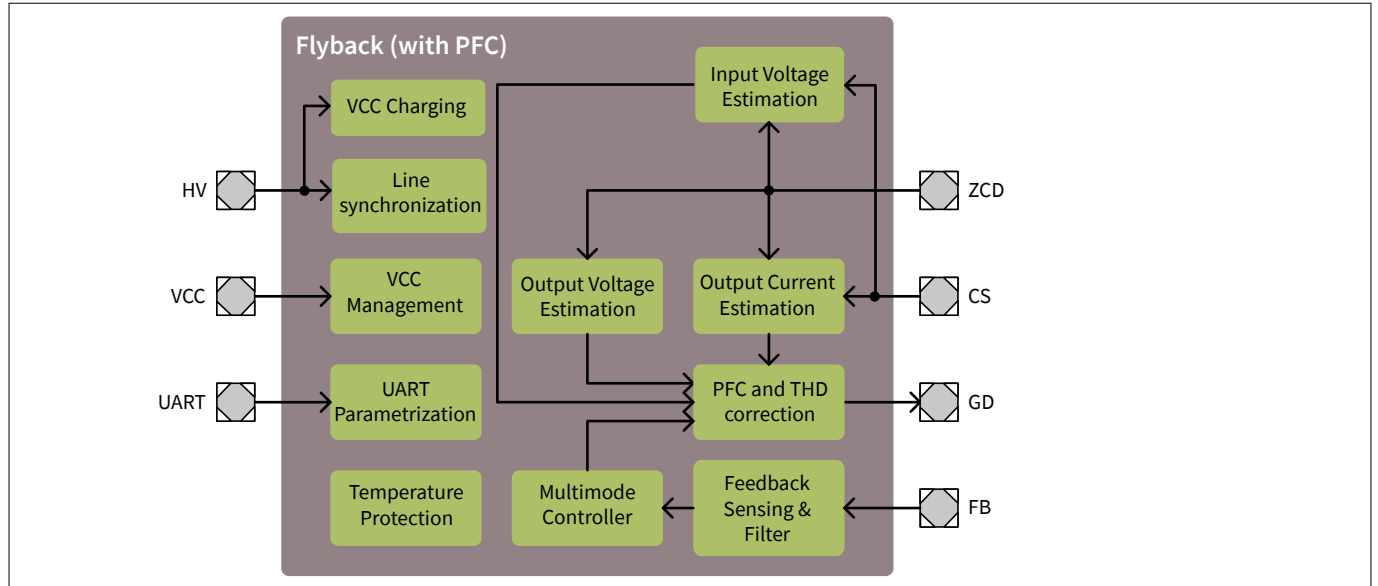 Flyback (with PFC)
Input Voltage
Estimation
VCC Charging
HV
Line
synchronization
ZCD
VCC
VCC
Management
Output Voltage
Estimation
Output Current
Estimation
CS
UART
UART
Parametrization
PFC and THD
correction
GD
Temperature
Protection
Multimode
Controller
Feedback
Sensing &
Filter
FB